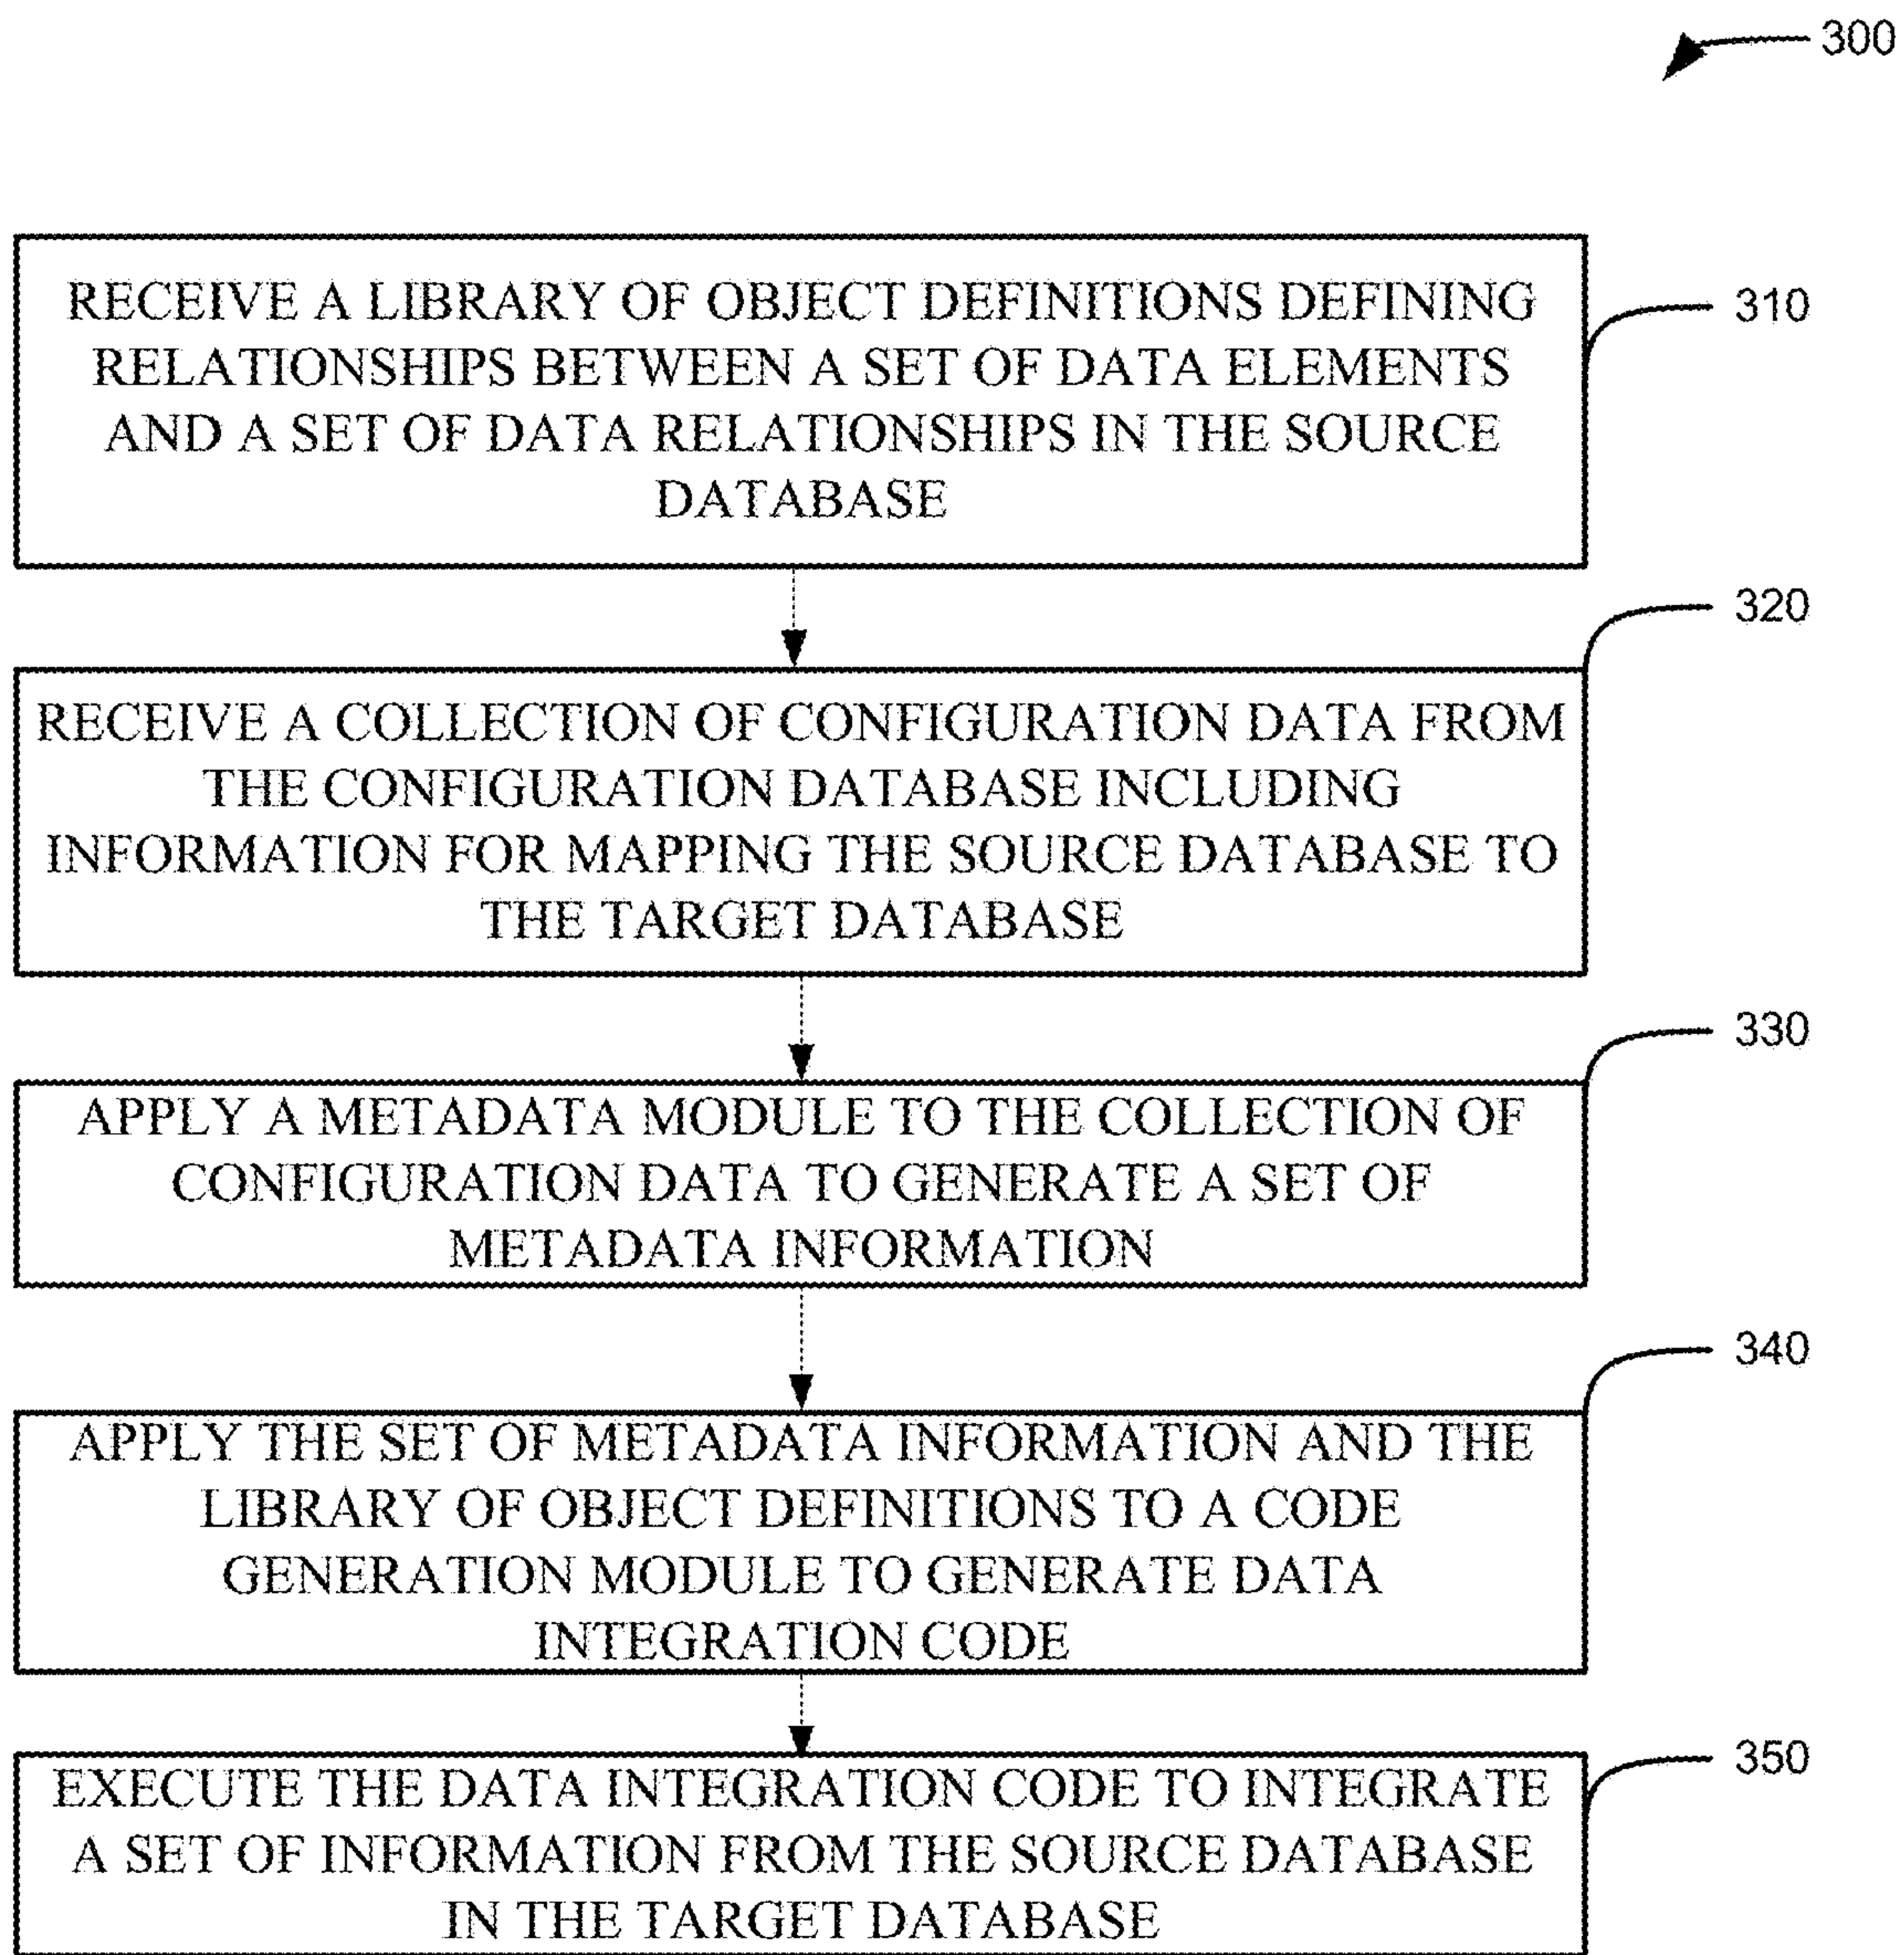 300
RECEIVE A LIBRARY OF OBJECT DEFINITIONS DEFINING
RELATIONSHIPS BETWEEN A SET OF DATA ELEMENTS
AND A SET OF DATA RELATIONSHIPS IN THE SOURCE
DATABASE
310
RECEIVE A COLLECTION OF CONFIGURATION DATA FROM
THE CONFIGURATION DATABASE INCLUDING
INFORMATION FOR MAPPING THE SOURCE DATABASE TO
THE TARGET DATABASE
320
APPLY A METADATA MODULE TO THE COLLECTION OF
CONFIGURATION DATA TO GENERATE A SET OF
METADATA INFORMATION
330
APPLY THE SET OF METADATA INFORMATION AND THE
LIBRARY OF OBJECT DEFINITIONS TO A CODE
GENERATION MODULE TO GENERATE DATA
INTEGRATION CODE
340
EXECUTE THE DATA INTEGRATION CODE TO INTEGRATE
A SET OF INFORMATION FROM THE SOURCE DATABASE
IN THE TARGET DATABASE
350